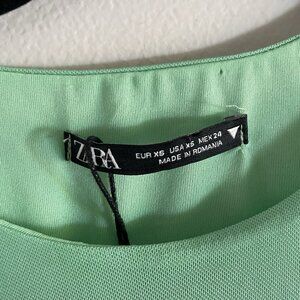 ZARA
EUR XS USA XS MEX 24
MADE IN ROMANIA